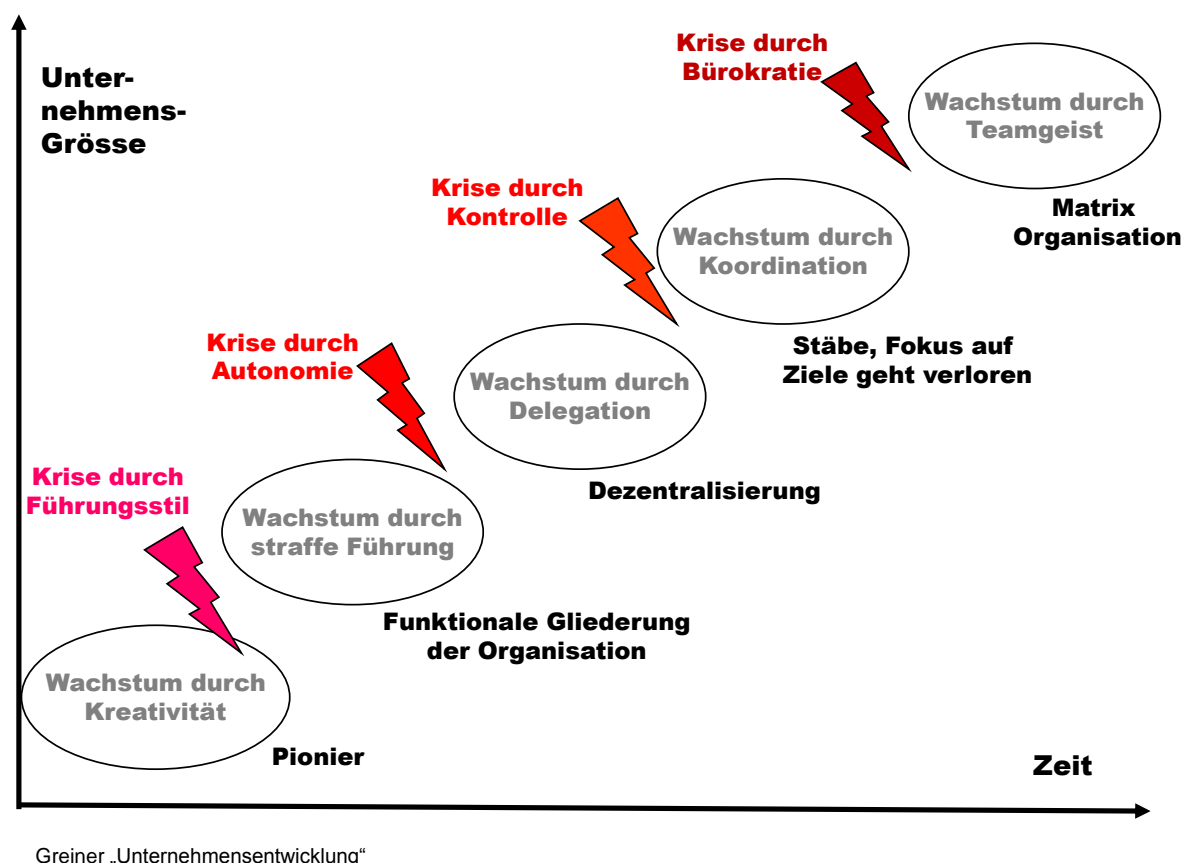 Krise durch
Bürokratie
Wachstum durch
Teamgeist
Matrix
Organisation
Unter-
nehmens-
Grösse
Krise durch
Kontrolle
Wachstum durch
Koordination
Stäbe, Fokus auf
Ziele geht verloren
Krise durch
Autonomie
Wachstum durch
Delegation
Dezentralisierung
Krise durch
Führungsstil
Wachstum durch
straffe Führung
Funktionale Gliederung
der Organisation
Wachstum durch
Kreativität
Pionier
Zeit
Greiner „Unternehmensentwicklung“